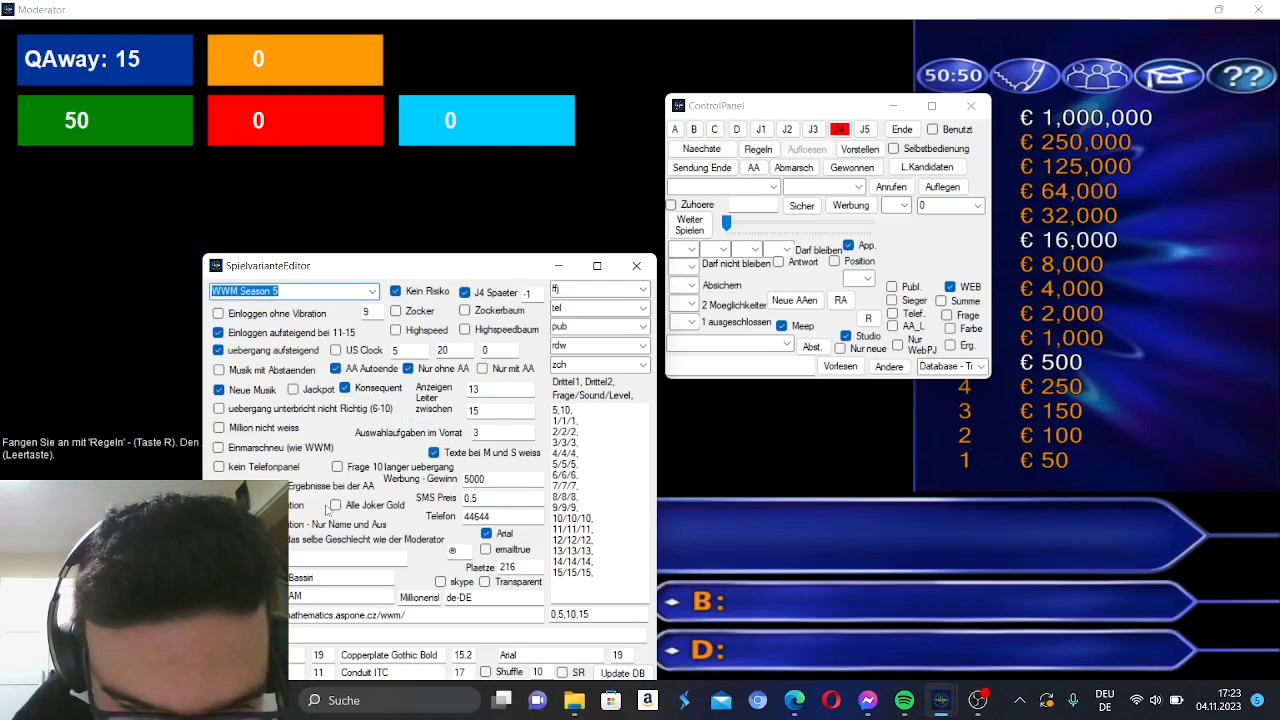 Moderator
QAway: 15
0
50
0
0
50:50
??
€ 1,000,000
€ 250,000
€ 125,000
€ 64,000
€ 32,000
€ 16,000
€ 8,000
€ 4,000
€ 2,000
€ 1,000
€ 500
4 € 250
3 € 150
2 € 100
1 € 50
ControlPanel
A B C D J1 J2 J3 J4 J5 Ende Benutzt
Naechste Regeln Aufloesen Vorstellen Selbstbedienung
Sendung Ende AA Abmarsch Gewonnen L.Kandidaten
Anrufen Auflegen
Zuhoere Sicher Werbung 0
Weiter
Spielen
Darf bleiben App.
Darf nicht bleiben Antwort Position
Absichern Publ. WEB
2 Moeglichkeiten Neue AAen RA Sieger Summe
R Telef. Frage
1 ausgeschlossen Meep AA_L Farbe
Studio Nur
Abst. Nur neue WebPJ Erg.
Vorlesen Andere Database - Tr
SpielvarianteEditor
WWM Season 5 Kein Risiko J4 Spaeter -1 ffj
Einloggen ohne Vibration 9 Zocker Zockerbaum tel
Einloggen aufsteigend bei 11-15 Highspeed Highspeedbaum pub
uebergang aufsteigend US Clock 5 20 0 rdw
Musik mit Abstaenden AA Autoende Nur ohne AA Nur mit AA zch
Neue Musik Jackpot Konsequent Anzeigen 13
Leiter
zwischen 15
uebergang unterbricht nicht Richtig (6-10)
Million nicht weiss Auswahlaufgaben im Vorrat 3
Einmarschneu (wie WWM) Texte bei M und S weiss
kein Telefonpanel Frage 10 langer uebergang
Ergebnisse bei der AA Werbung - Gewinn 5000
tion Alle Joker Gold SMS Preis 0.5
Telefon 44644
tion - Nur Name und Aus Arial
das selbe Geschlecht wie der Moderator
® emailtrue
Plaetze 216
Bassiri skype Transparent
AM Millionensl de-DE
mathematics.aspone.cz/wwm/ 0,5,10,15
19 Copperplate Gothic Bold 15.2 Arial 19
11 Conduit ITC 17 Shuffle 10 SR Update DB
Drittel1, Drittel2,
Frage/Sound/Level,
5,10,
1/1/1,
2/2/2,
3/3/3,
4/4/4,
5/5/5,
6/6/6,
7/7/7,
8/8/8,
9/9/9,
10/10/10,
11/11/11,
12/12/12,
13/13/13,
14/14/14,
15/15/15,
Fangen Sie an mit 'Regeln' - (Taste R). Den
(Leertaste).
B:
D:
Suche
DEU
DE
17:23
04.11.2023
5